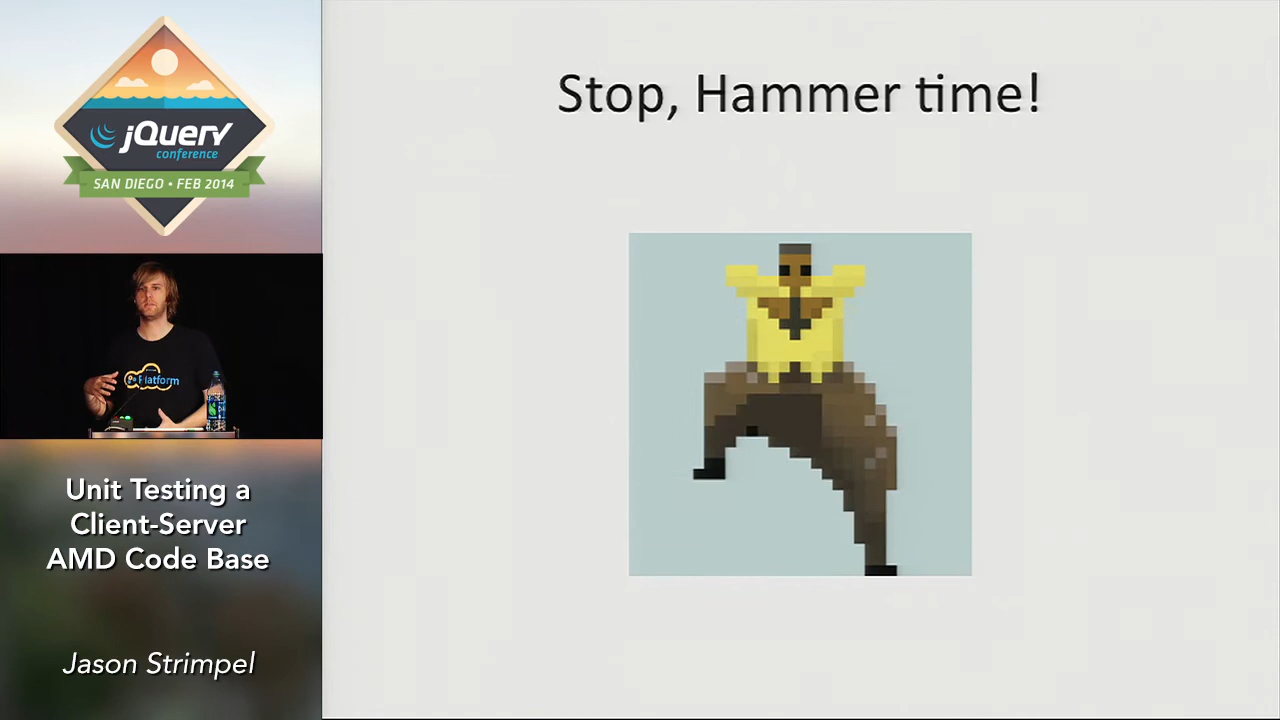 jQuery
conference
SAN DIEGO • FEB 2014
Platform
Unit Testing a
Client-Server
AMD Code Base
Jason Strimpel
Stop, Hammer time!